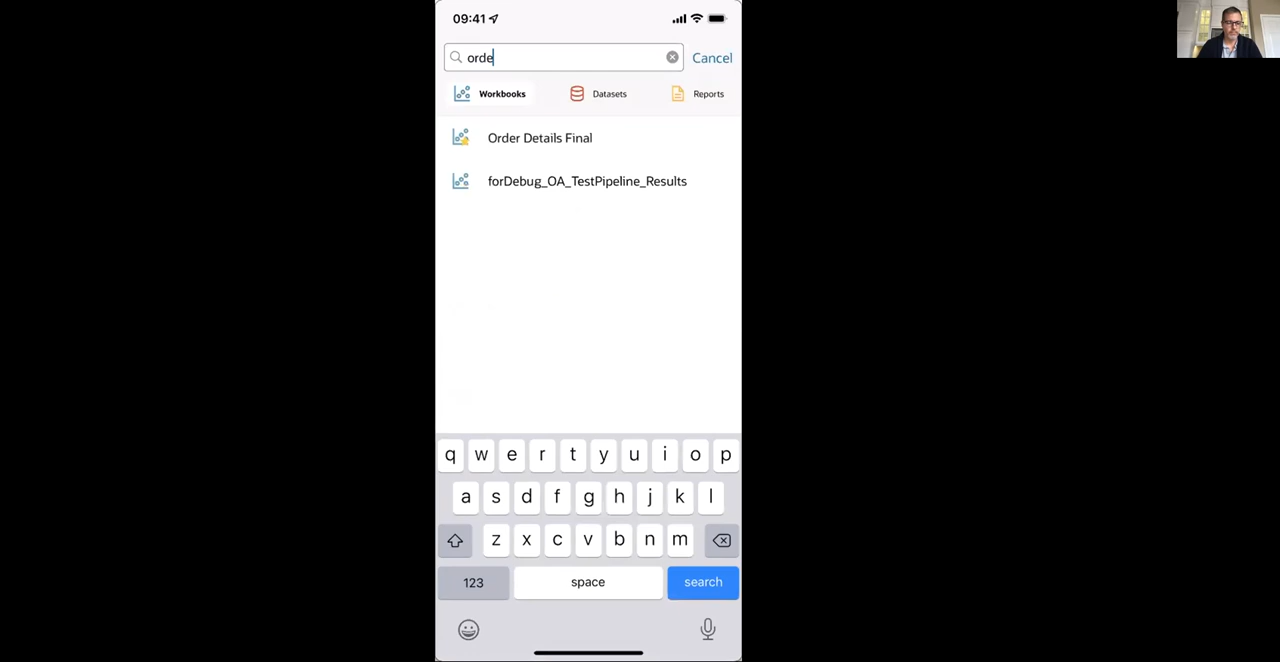 09:41
orde
Cancel
Workbooks Datasets Reports
Order Details Final
forDebug_OA_TestPipeline_Results
q w e r t y u i o p
a s d f g h j k l
z x c v b n m
123 space search